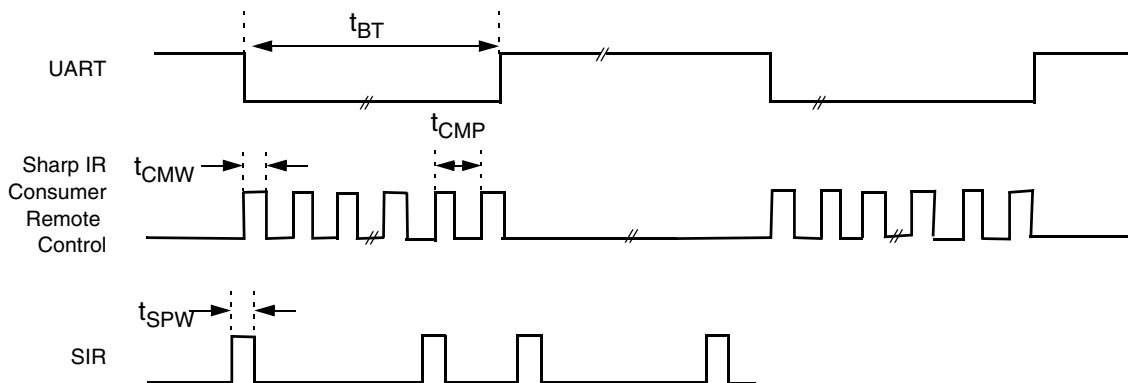 tBT
UART
tCMP
Sharp IR
Consumer
Remote
Control
tCMW
tSPW
SIR